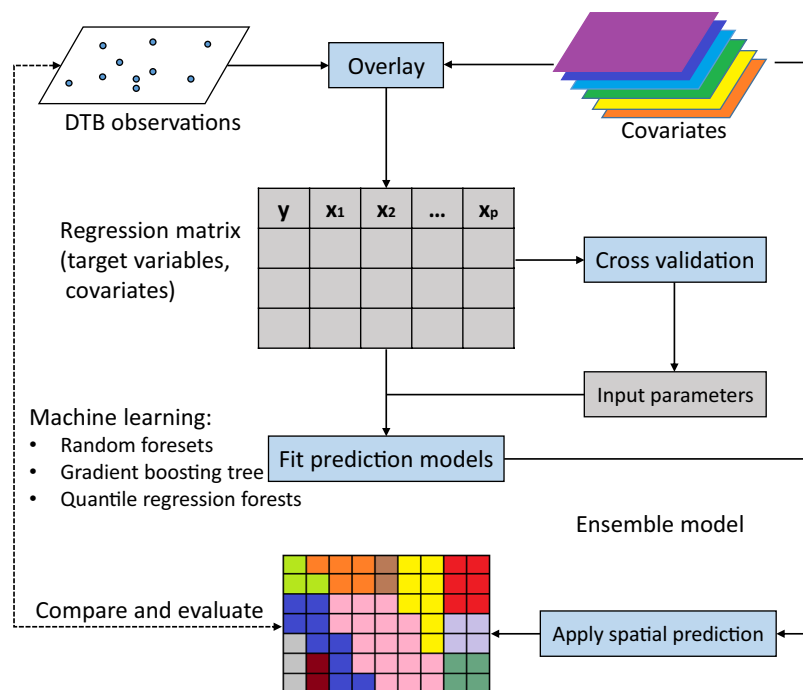 Overlay
DTB observations
Covariates
y x1 x2 ... xp
Regression matrix
(target variables,
covariates)
Cross validation
Input parameters
Machine learning:
• Random foresets
• Gradient boosting tree
• Quantile regression forests
Fit prediction models
Ensemble model
Compare and evaluate
Apply spatial prediction